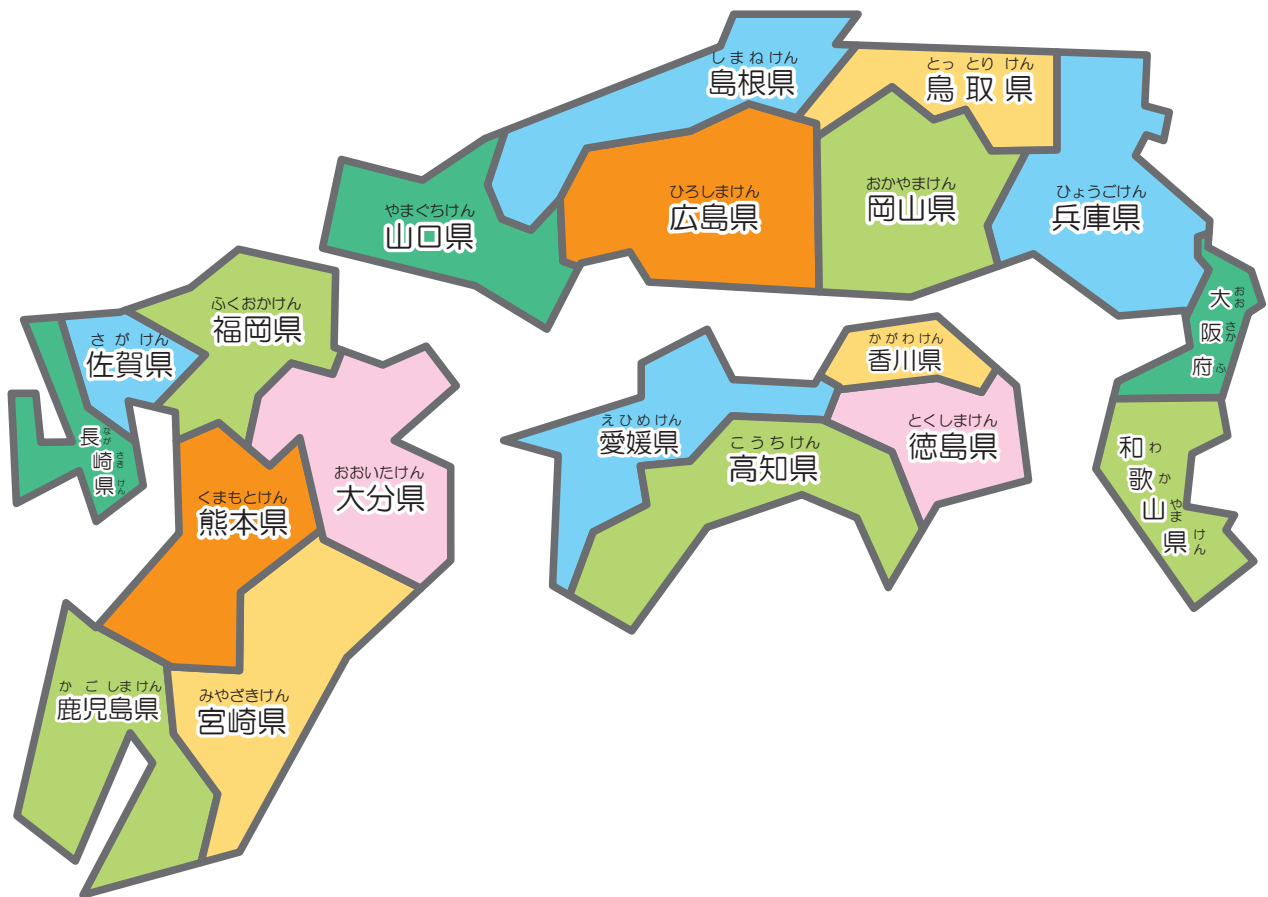 しまねけん
島根県
とっとりけん
鳥取県
やまぐちけん
山口県
ひろしまけん
広島県
おかやまけん
岡山県
ひょうごけん
兵庫県
おおさかふ
大阪府
わかやまけん
和歌山県
かがわけん
香川県
えひめけん
愛媛県
とくしまけん
徳島県
こうちけん
高知県
ふくおかけん
福岡県
さがけん
佐賀県
ながさきけん
長崎県
おおいたけん
大分県
くまもとけん
熊本県
みやざきけん
宮崎県
かごしまけん
鹿児島県